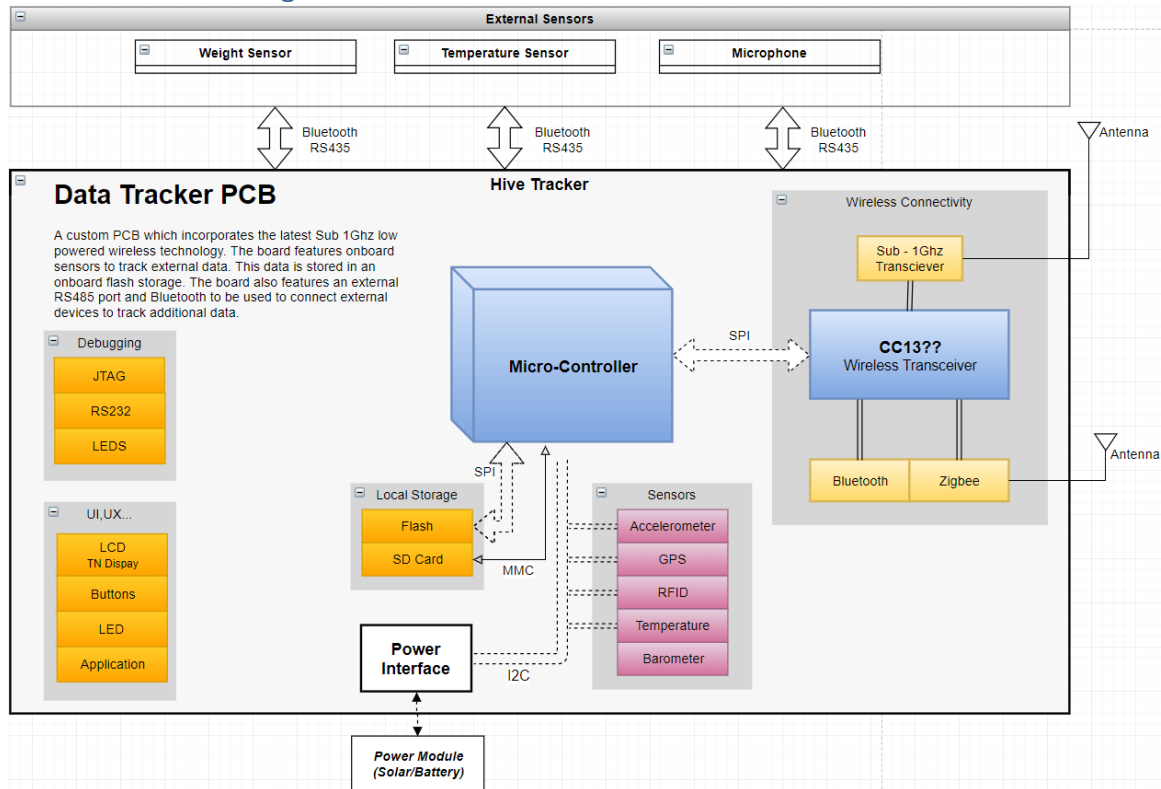 External Sensors
Weight Sensor
Temperature Sensor
Microphone
Bluetooth
RS435
Bluetooth
RS435
Bluetooth
RS435
Antenna
Hive Tracker
Data Tracker PCB
A custom PCB which incorporates the latest Sub 1Ghz low
powered wireless technology. The board features onboard
sensors to track external data. This data is stored in an
onboard flash storage. The board also features an external
RS485 port and Bluetooth to be used to connect external
devices to track additional data.
Wireless Connectivity
Sub - 1Ghz
Transciever
CC13??
Wireless Transceiver
Bluetooth
Zigbee
Antenna
SPI
Micro-Controller
Debugging
JTAG
RS232
LEDS
UI,UX...
LCD
TN Dispay
Buttons
LED
Application
SPI
Local Storage
Flash
SD Card
MMC
Sensors
Accelerometer
GPS
RFID
Temperature
Barometer
Power
Interface
I2C
Power Module
(Solar/Battery)